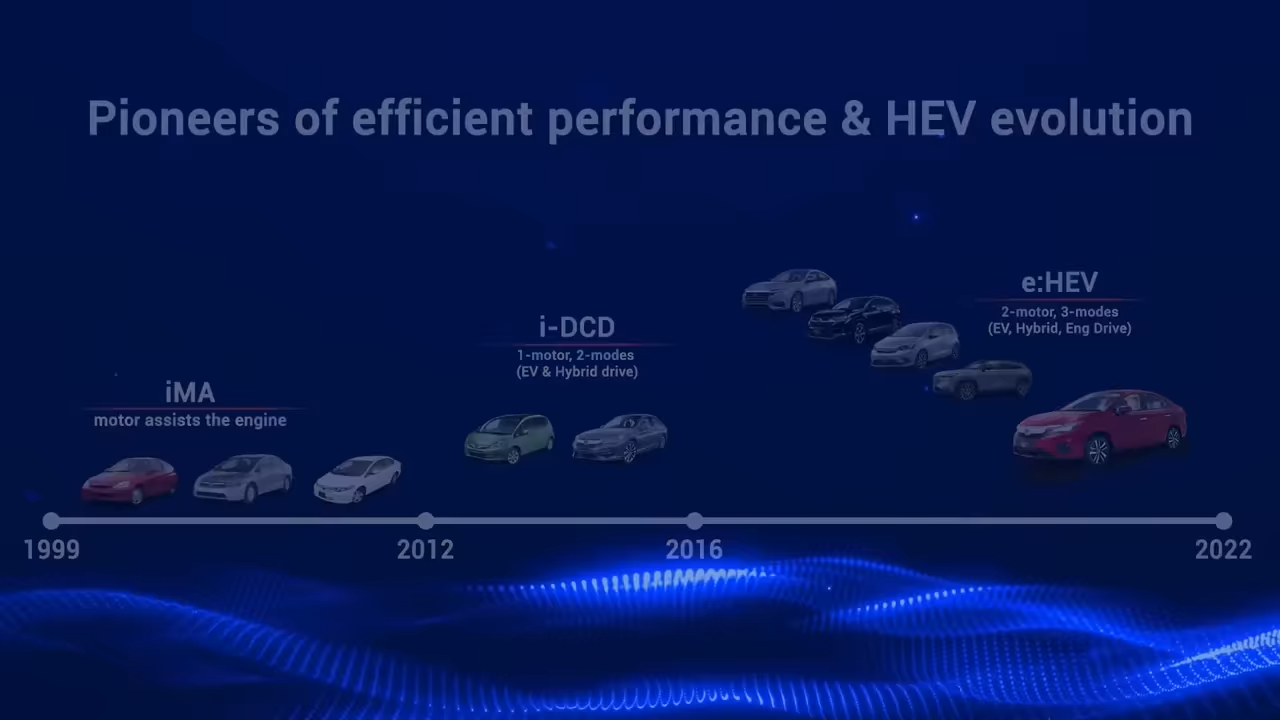 Pioneers of efficient performance & HEV evolution
iMA
motor assists the engine
i-DCD
1-motor, 2-modes
(EV & Hybrid drive)
e:HEV
2-motor, 3-modes
(EV, Hybrid, Eng Drive)
1999
2012
2016
2022